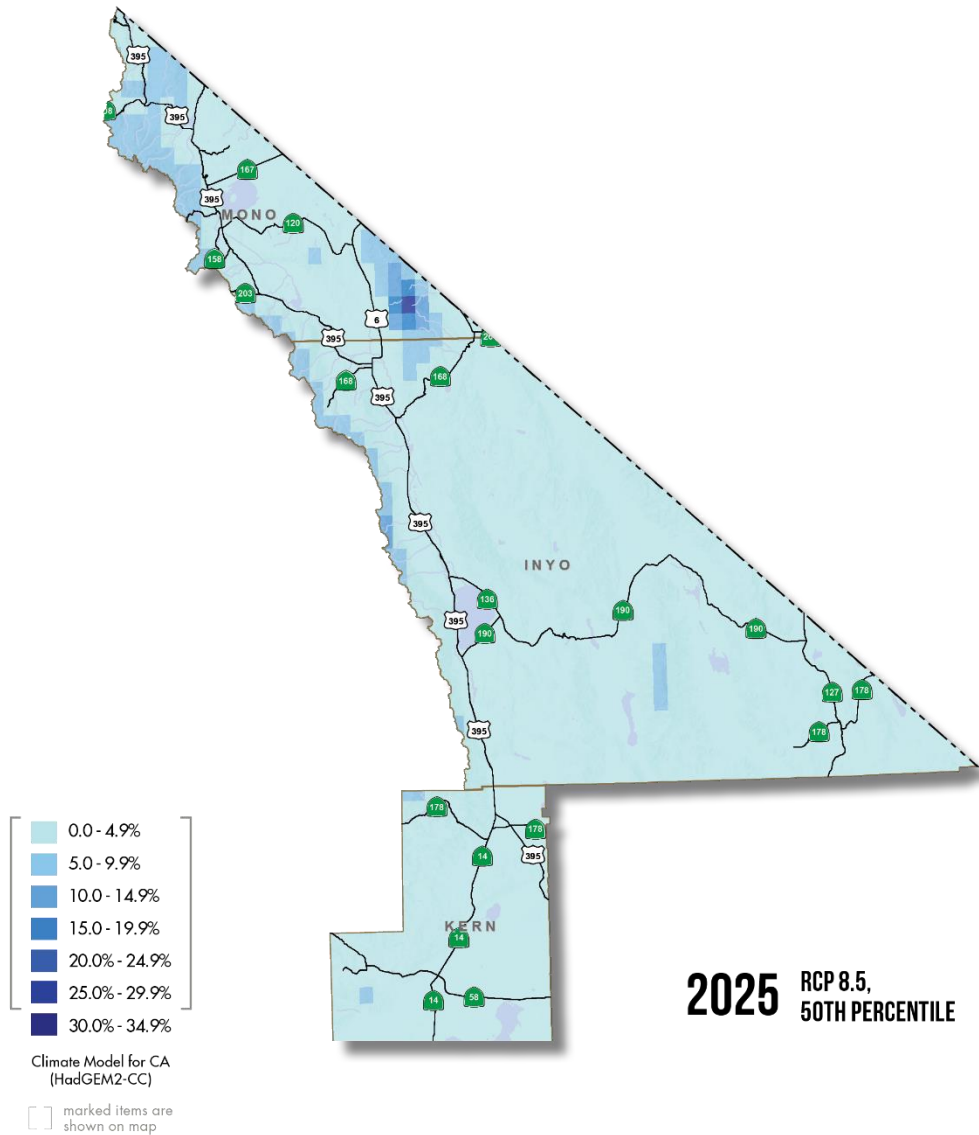 395
395
167
395
MONO
120
158
203
6
395
20
168
168
395
395
INYO
136
190
395
190
190
127
178
178
395
178
178
14
395
KERN
14
14
58
0.0 - 4.9%
5.0 - 9.9%
10.0 - 14.9%
15.0 - 19.9%
20.0% - 24.9%
25.0% - 29.9%
30.0% - 34.9%
Climate Model for CA
(HadGEM2-CC)
marked items are
shown on map
2025 RCP 8.5,
50TH PERCENTILE